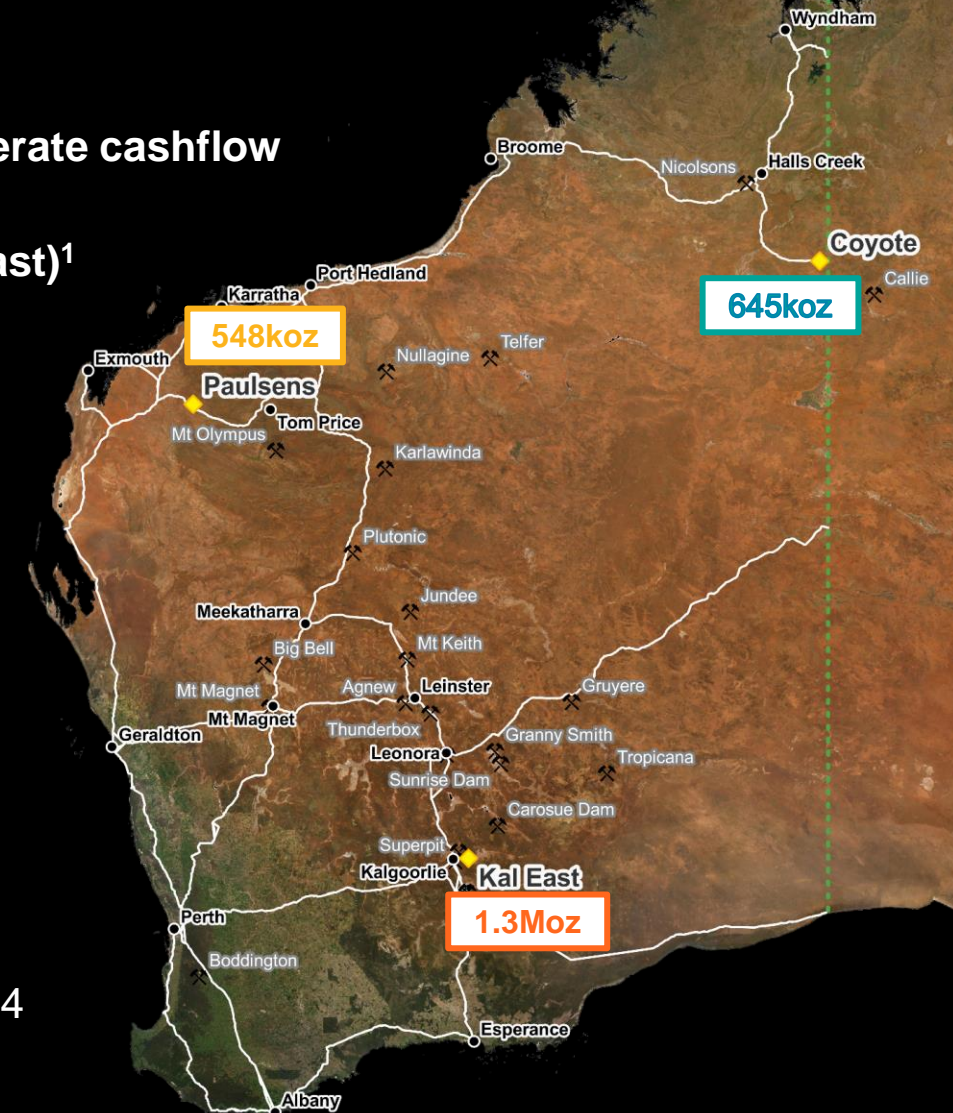 Wyndham
erate cashflow
Broome
Nicolsons
Halls Creek
Coyote
ast)1
Port Hedland
Callie
Karratha
645koz
548koz
Telfer
Nullagine
Exmouth
Paulsens
Tom Price
Mt Olympus
Karlawinda
Plutonic
Jundee
Meekatharra
Mt Keith
Big Bell
Agnew
Leinster
Gruyere
Mt Magnet
Mt Magnet
Thunderbox
Geraldton
Granny Smith
Leonora
Tropicana
Sunrise Dam
Carosue Dam
Superpit
Kalgoorlie
Kal East
1.3Moz
Perth
Boddington
4
Esperance
Albany